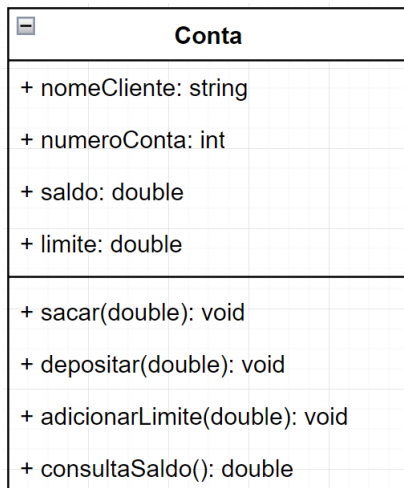 Conta
+ nomeCliente: string
+ numeroConta: int
+ saldo: double
+ limite: double
+ sacar(double): void
+ depositar(double): void
+ adicionarLimite(double): void
+ consultaSaldo(): double